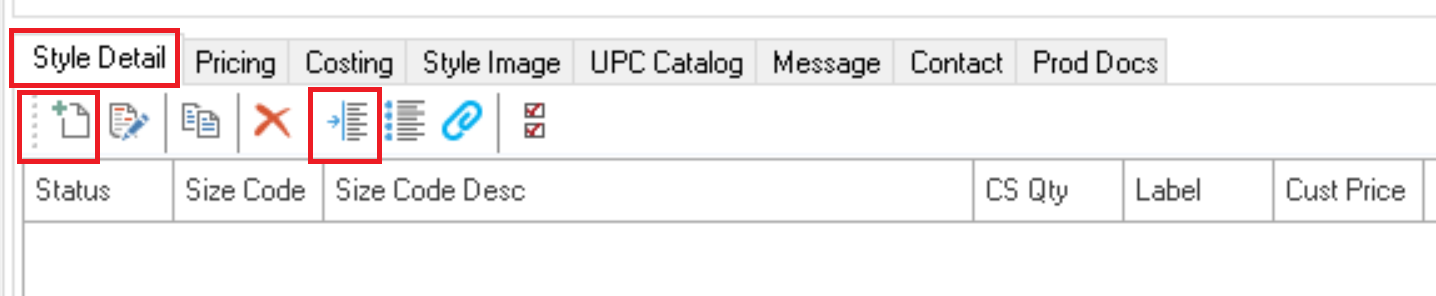 Style Detail Pricing Costing Style Image UPC Catalog Message Contact Prod Docs
Status Size Code Size Code Desc CS Qty Label Cust Price